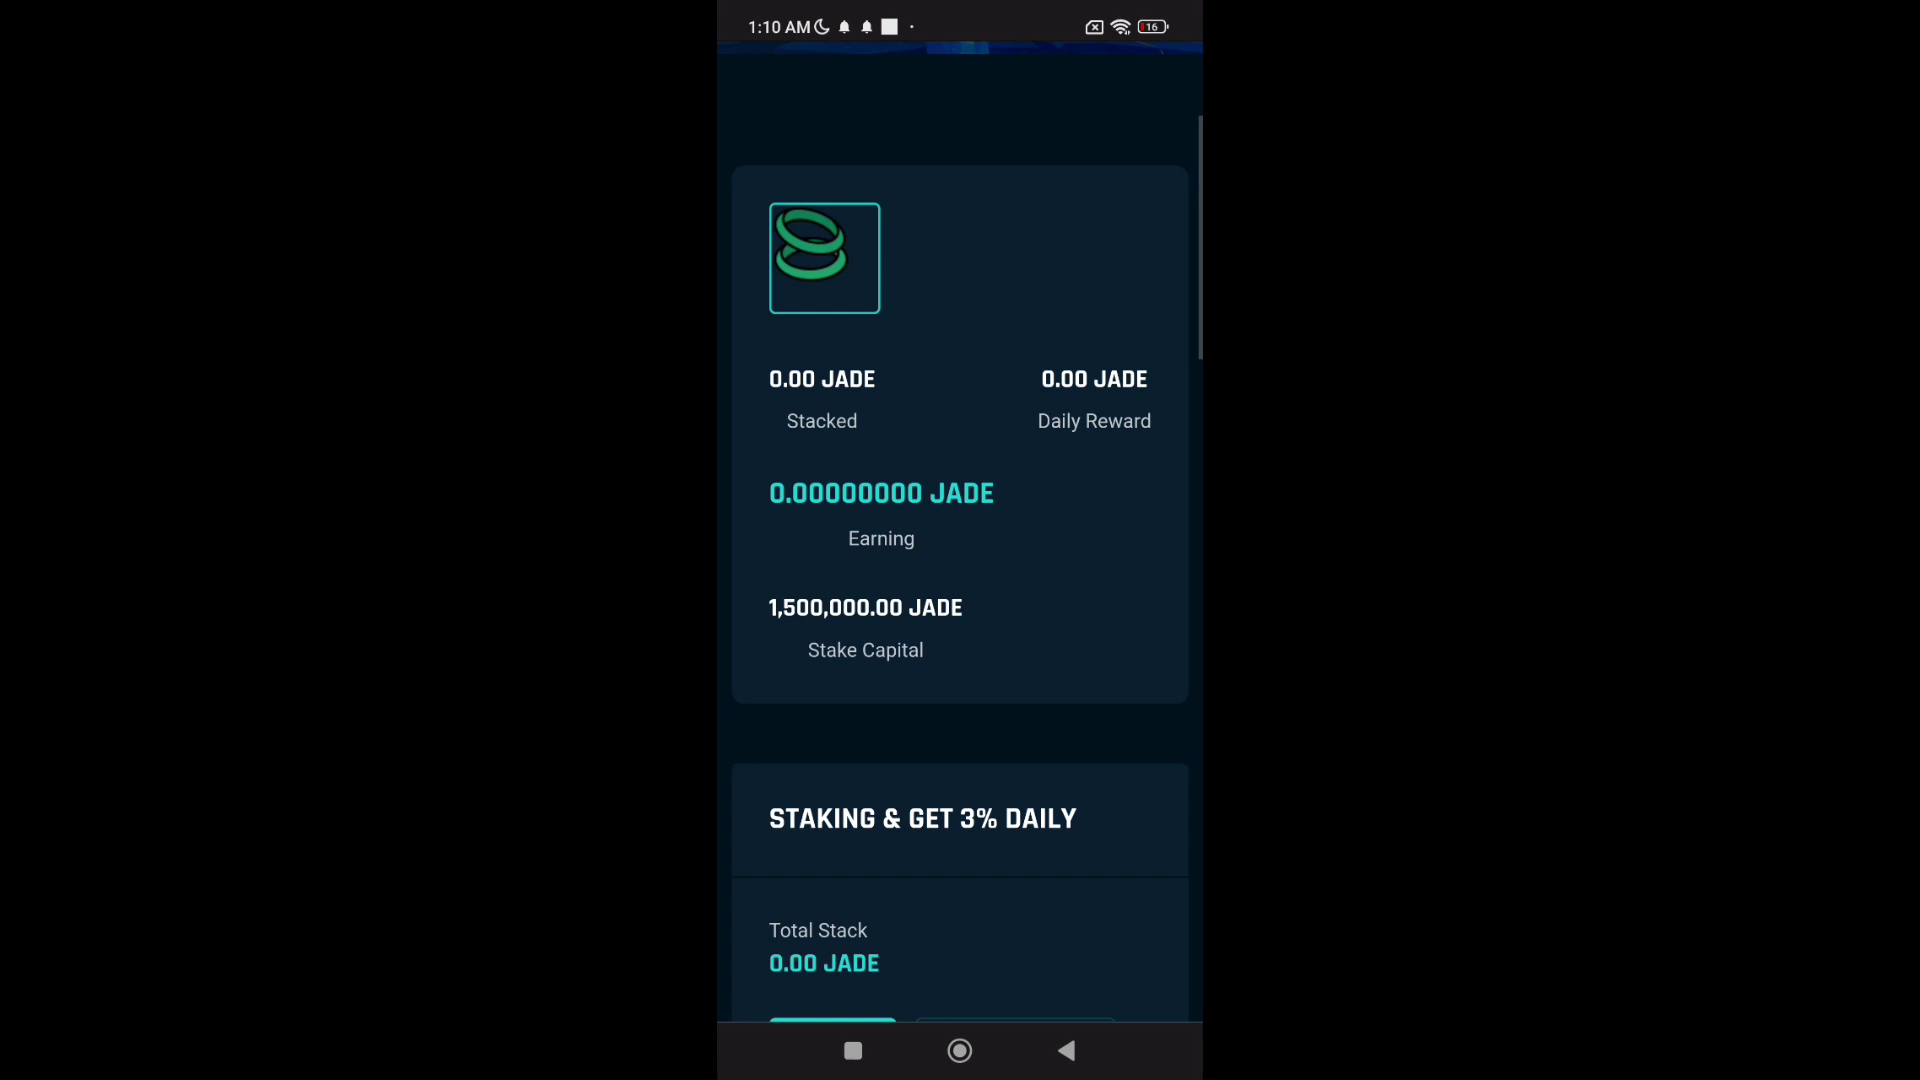 1:10 AM
16
0.00 JADE
0.00 JADE
Stacked
Daily Reward
0.00000000 JADE
Earning
1,500,000.00 JADE
Stake Capital
STAKING & GET 3% DAILY
Total Stack
0.00 JADE